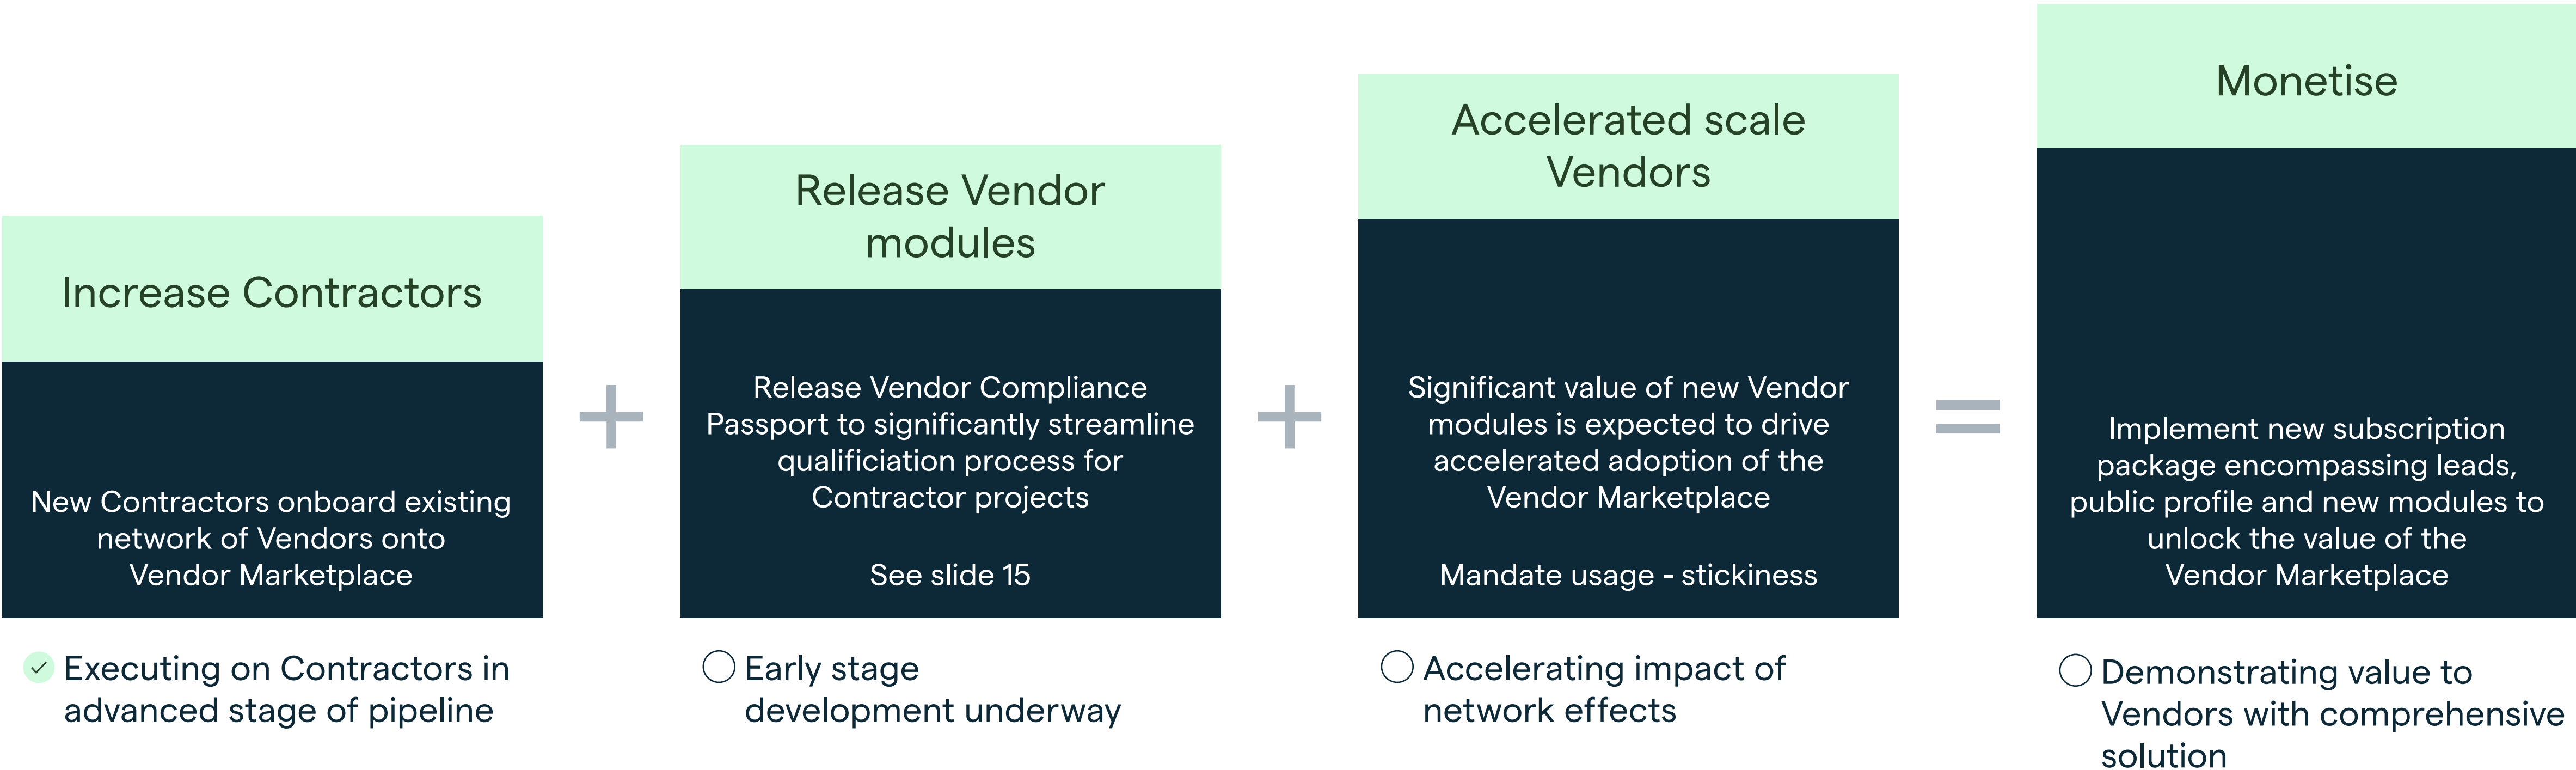 Increase Contractors
New Contractors onboard existing
network of Vendors onto
Vendor Marketplace
Executing on Contractors in
advanced stage of pipeline
+
Release Vendor
modules
Release Vendor Compliance
Passport to significantly streamline
qualificiation process for
Contractor projects
See slide 15
Early stage
development underway
+
Accelerated scale
Vendors
Significant value of new Vendor
modules is expected to drive
accelerated adoption of the
Vendor Marketplace
Mandate usage - stickiness
Accelerating impact of
network effects
=
Monetise
Implement new subscription
package encompassing leads,
public profile and new modules to
unlock the value of the
Vendor Marketplace
Demonstrating value to
Vendors with comprehensive
solution